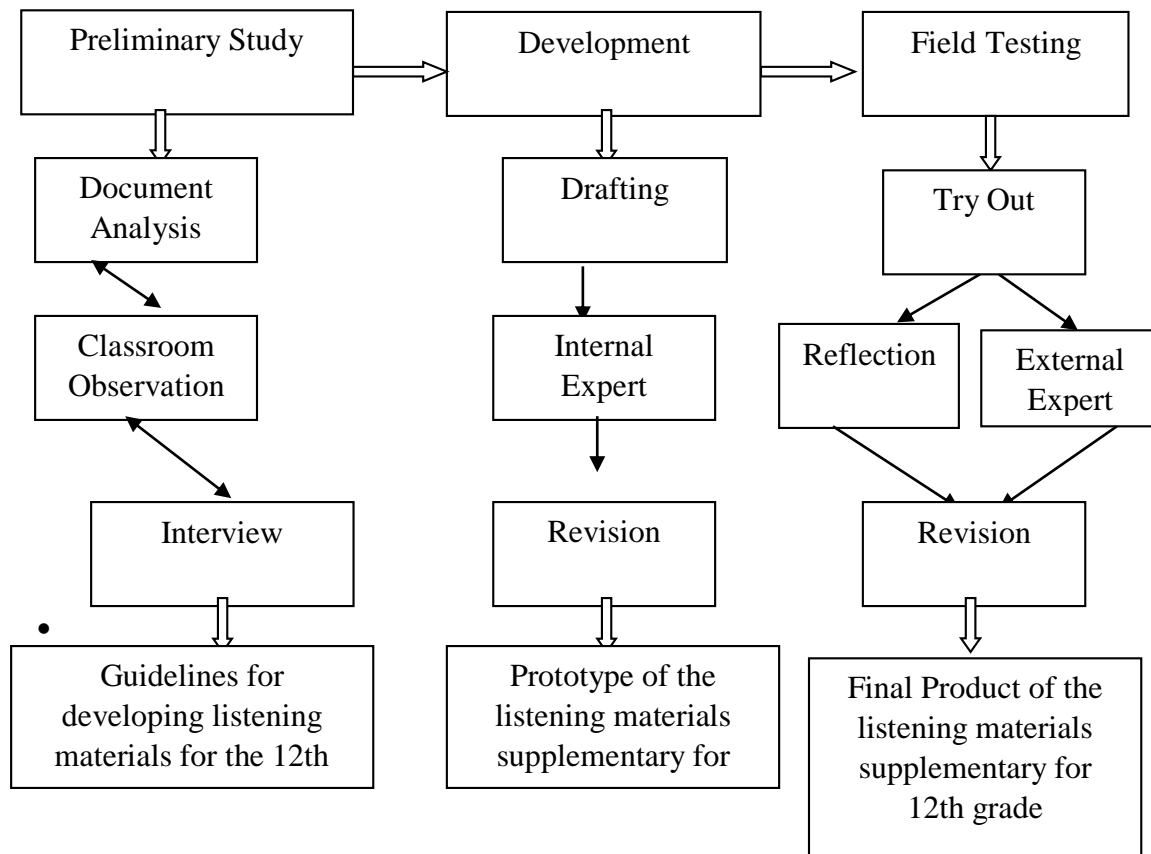 Preliminary Study
Development
Field Testing
Document
Analysis
Drafting
Try Out
Classroom
Observation
Internal
Expert
Reflection
External
Expert
Interview
Revision
Revision
Guidelines for
developing listening
materials for the 12th
Prototype of the
listening materials
supplementary for
Final Product of the
listening materials
supplementary for
12th grade